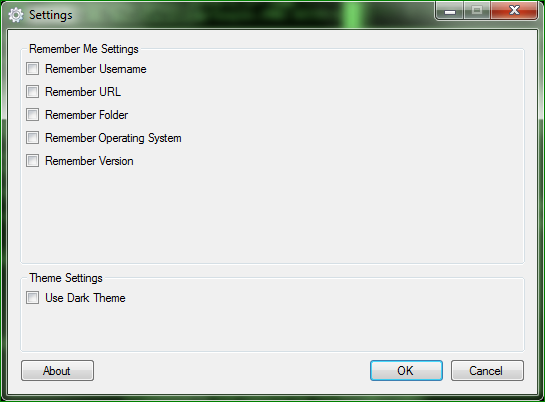 Settings
Remember Me Settings
Remember Username
Remember URL
Remember Folder
Remember Operating System
Remember Version
Theme Settings
Use Dark Theme
About
OK
Cancel